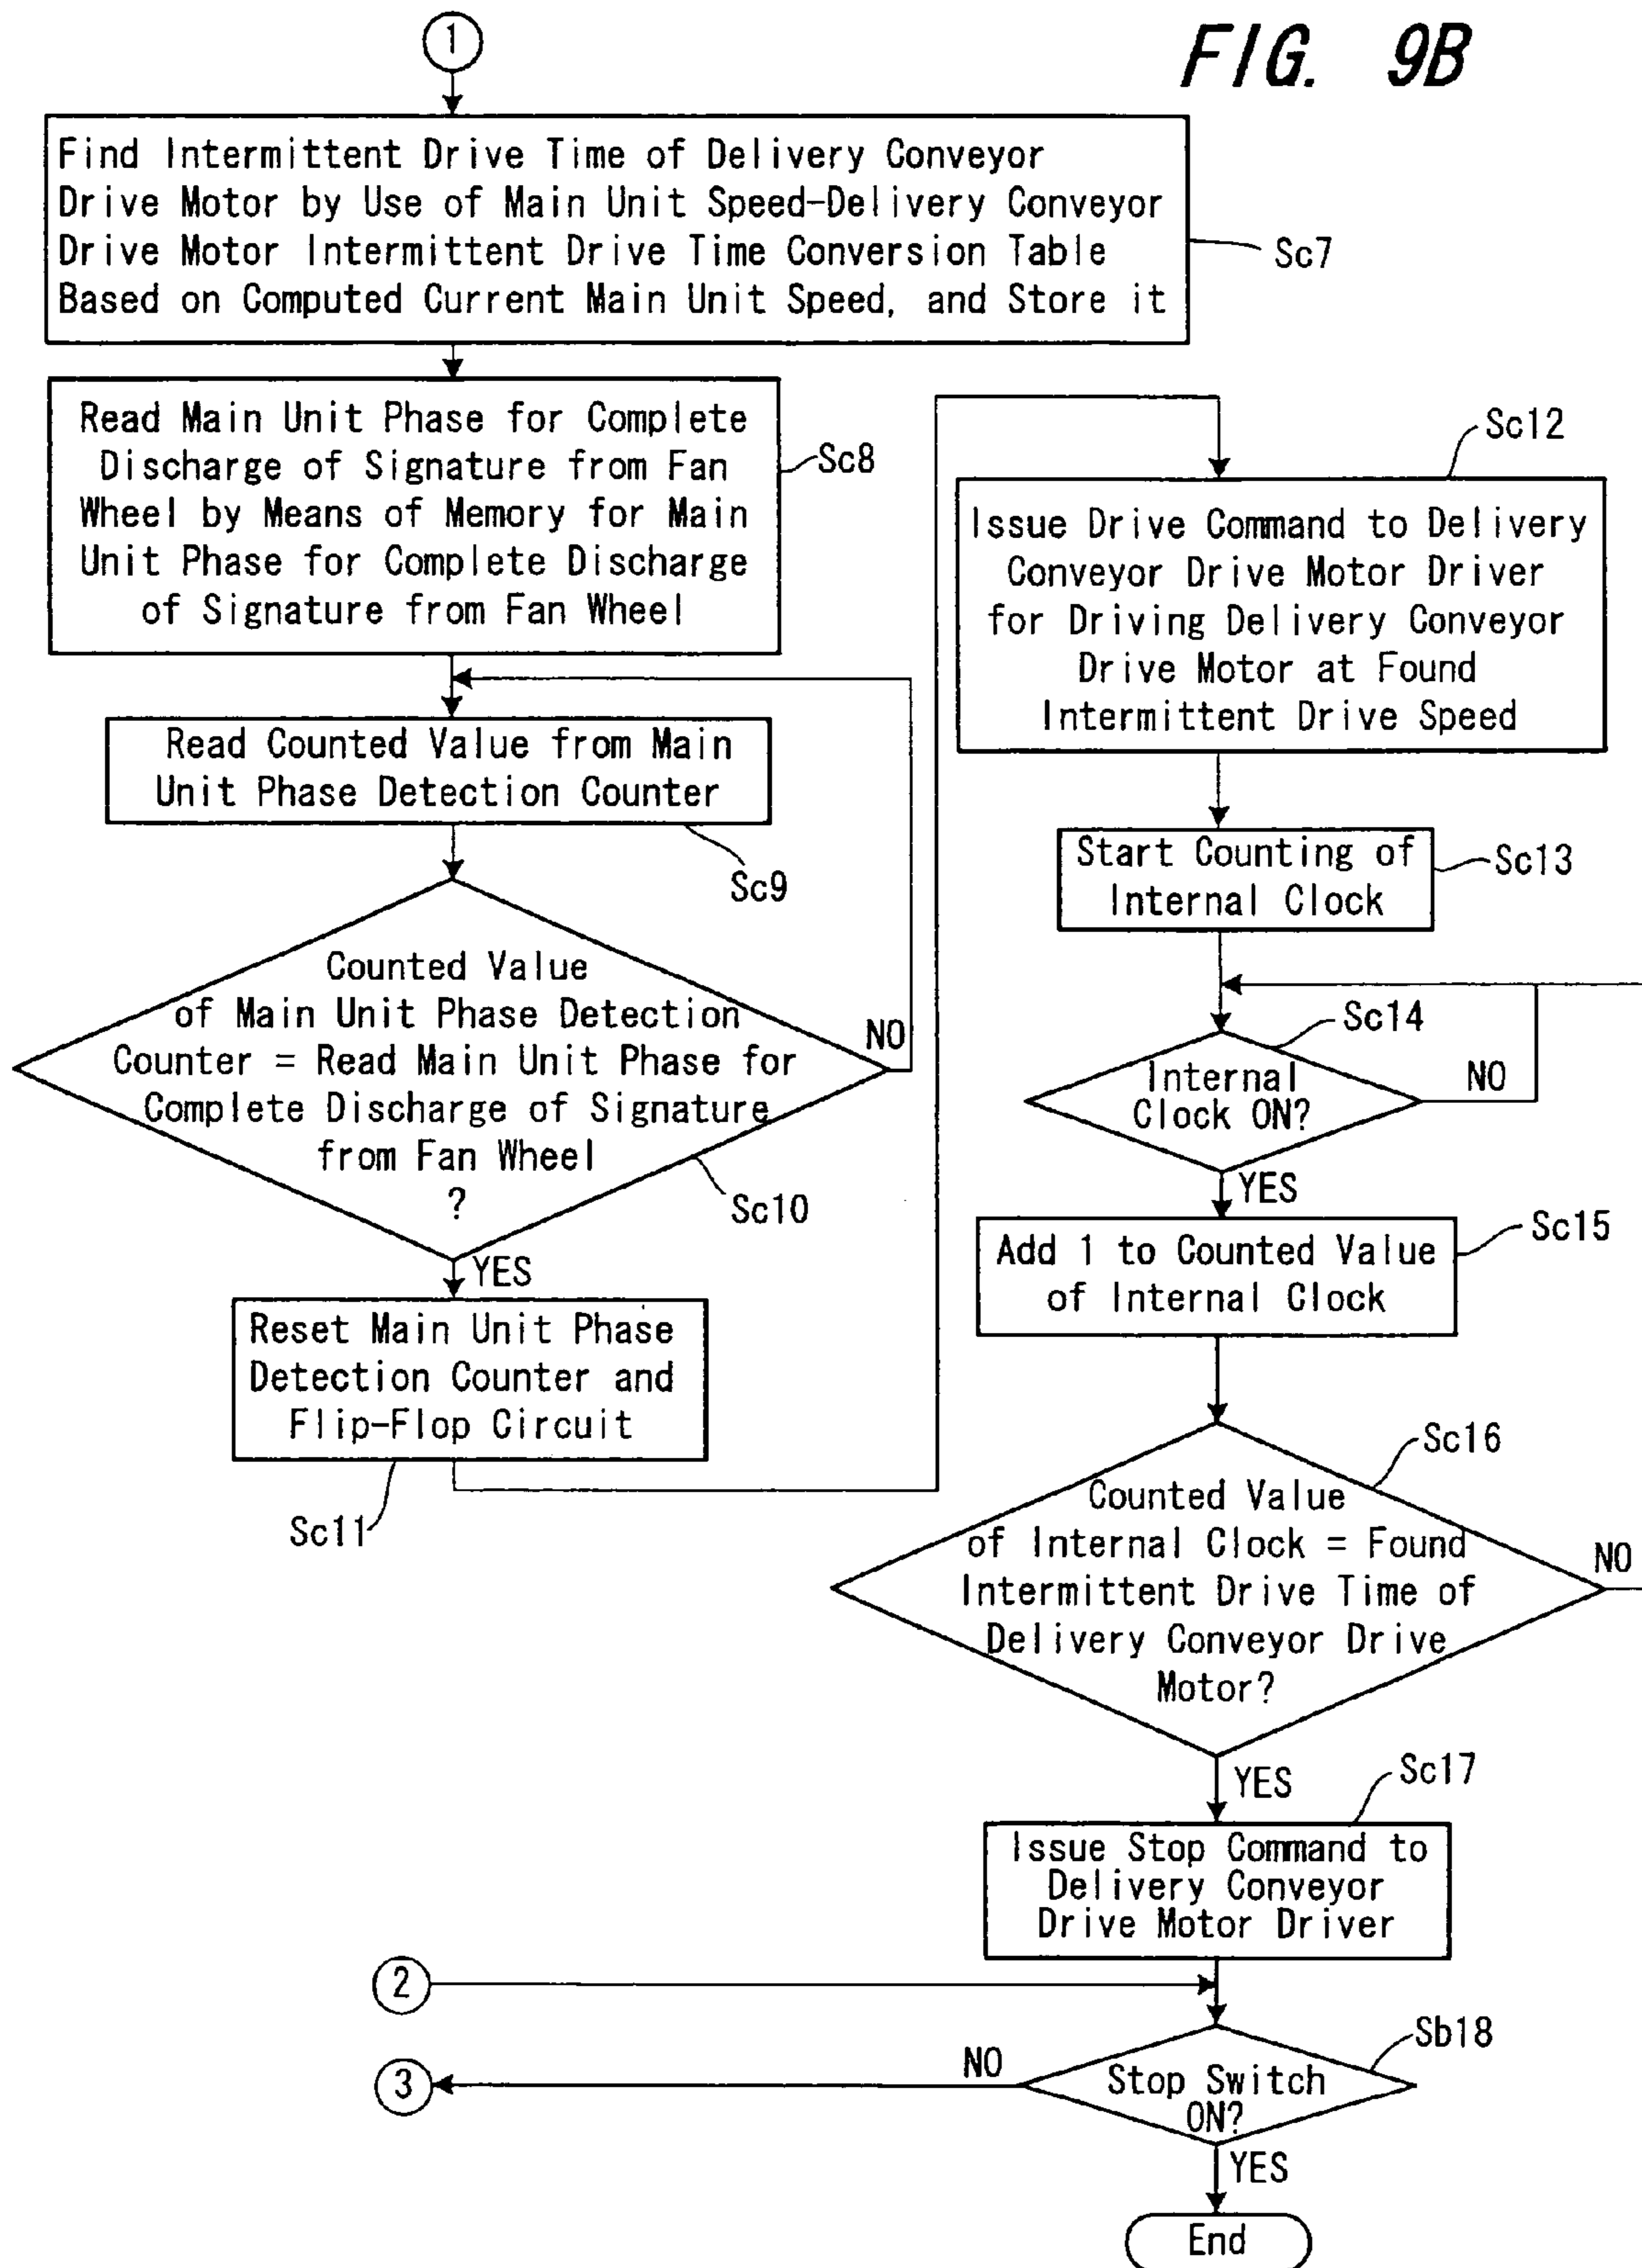 FIG. 9B
1
Find Intermittent Drive Time of Delivery Conveyor
Drive Motor by Use of Main Unit Speed-Delivery Conveyor
Drive Motor Intermittent Drive Time Conversion Table
Based on Computed Current Main Unit Speed, and Store it
Sc7
Read Main Unit Phase for Complete
Discharge of Signature from Fan
Wheel by Means of Memory for Main
Unit Phase for Complete Discharge
of Signature from Fan Wheel
Sc8
Read Counted Value from Main
Unit Phase Detection Counter
Sc9
Counted Value
of Main Unit Phase Detection
Counter = Read Main Unit Phase for
Complete Discharge of Signature
from Fan Wheel
?
NO
Sc10
YES
Reset Main Unit Phase
Detection Counter and
Flip-Flop Circuit
Sc11
Sc12
Issue Drive Command to Delivery
Conveyor Drive Motor Driver
for Driving Delivery Conveyor
Drive Motor at Found
Intermittent Drive Speed
Start Counting of
Internal Clock
Sc13
Sc14
Internal
Clock ON?
NO
YES
Add 1 to Counted Value
of Internal Clock
Sc15
Sc16
Counted Value
of Internal Clock = Found
Intermittent Drive Time of
Delivery Conveyor Drive
Motor?
NO
YES
Sc17
Issue Stop Command to
Delivery Conveyor
Drive Motor Driver
2
Sb18
Stop Switch
ON?
NO
3
YES
End